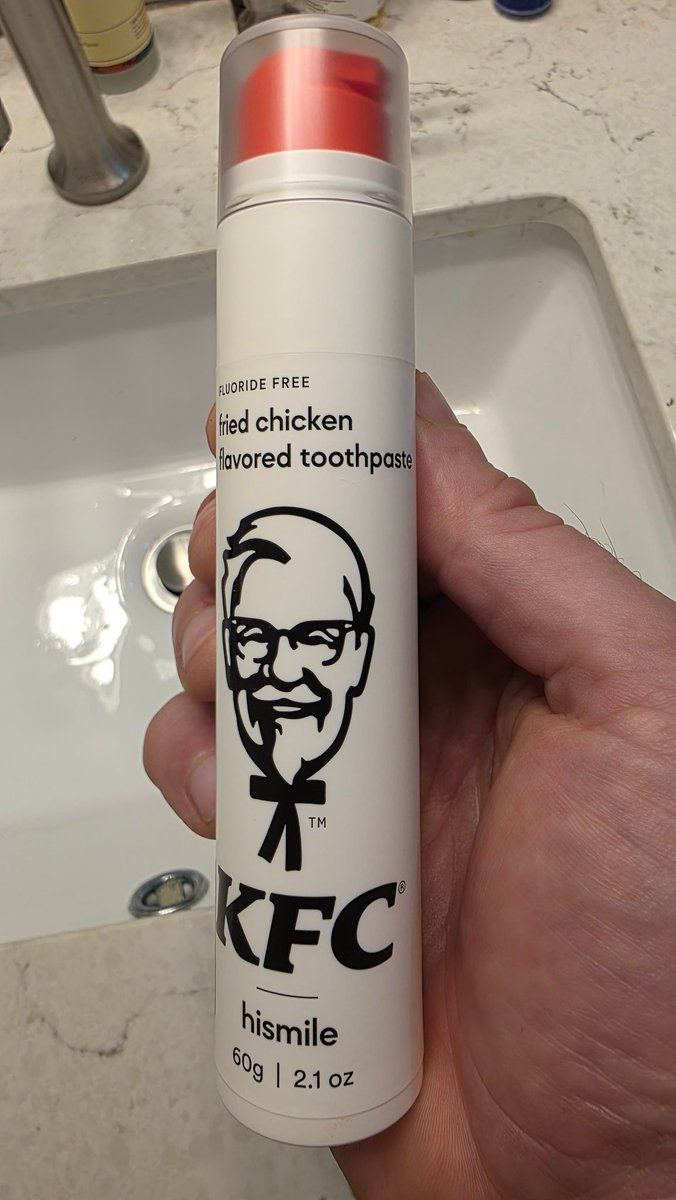 FLUORIDE FREE
fried chicken
flavored toothpaste
TM
KFC®
hismile
60g | 2.1 oz